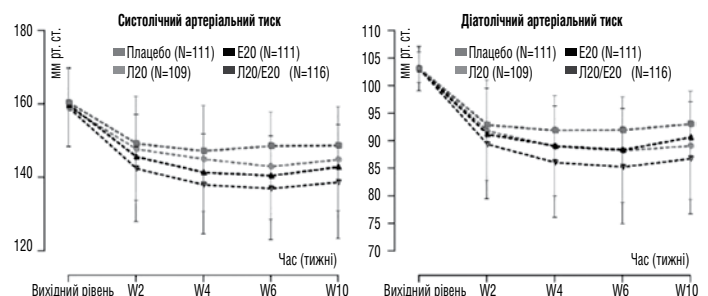 Систолічний артеріальний тиск
180
160
140
120
мм рт. ст.
Плацебо (N=111)
Е20 (N=111)
Л20 (N=109)
Л20/Е20 (N=116)
Час (тижні)
Вихідний рівень W2 W4 W6 W10
Діатолічний артеріальний тиск
110
105
100
95
90
85
80
75
70
мм рт. ст.
Плацебо (N=111)
Е20 (N=111)
Л20 (N=109)
Л20/Е20 (N=116)
Час (тижні)
Вихідний рівень W2 W4 W6 W10